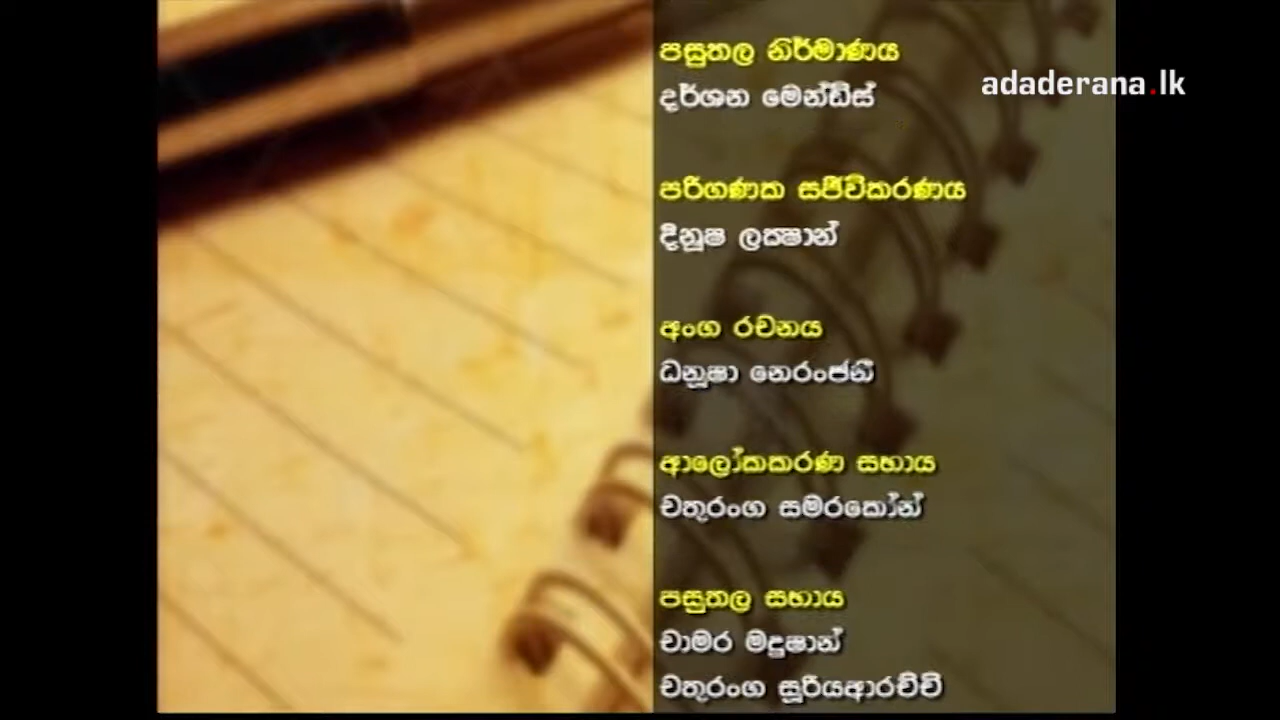 පසුතල නිර්මාණය
දර්ශන මෙන්ඩිස්
adaderana.lk
පරිගණක සජීවිකරණය
දිනූෂ ලක්ෂාන්
අංග රචනය
ධනූෂා නෙරංජනී
ආලෝකකරණ සහාය
චතුරංග සමරකෝන්
පසුතල සහාය
චාමර මදුෂාන්
චතුරංග සූරියආරච්චි